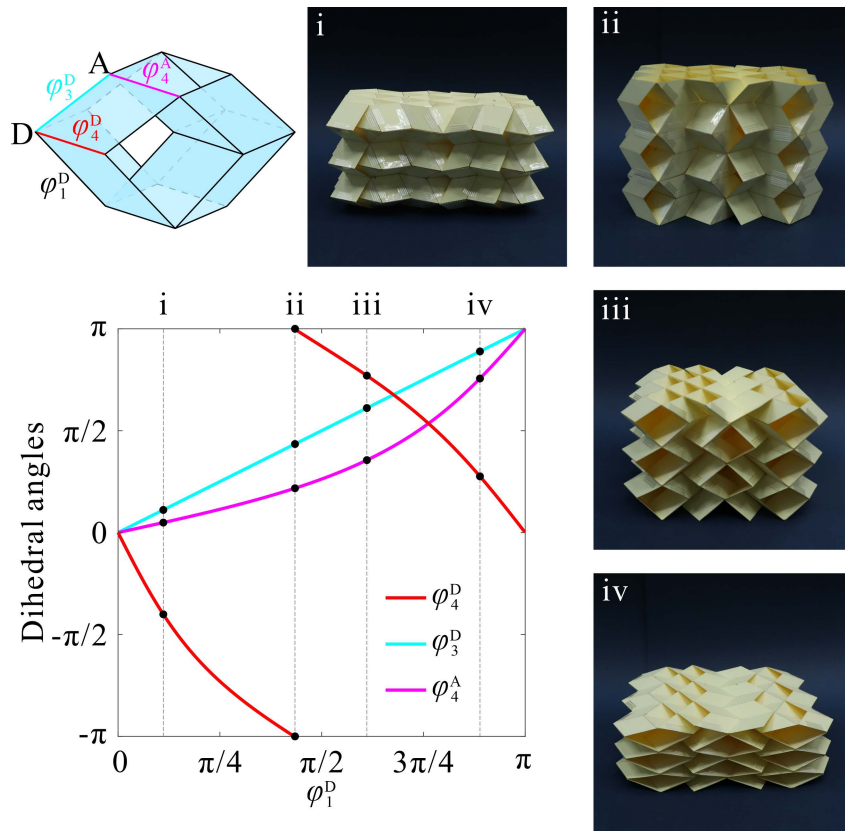 A
φ₃ᴰ
φ₄ᴬ
D
φ₄ᴰ
φ₁ᴰ
i
ii
iii
iv
i ii iii iv
π
π/2
0
-π/2
-π
Dihedral angles
φ₄ᴰ
φ₃ᴰ
φ₄ᴬ
0 π/4 π/2 3π/4 π
φ₁ᴰ